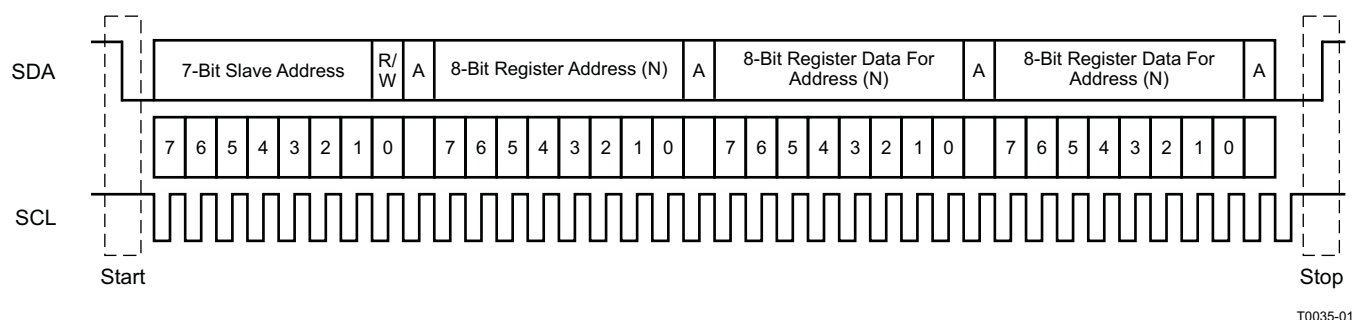 SDA
7-Bit Slave Address
R/
W
A
8-Bit Register Address (N)
A
8-Bit Register Data For
Address (N)
A
8-Bit Register Data For
Address (N)
A
7 6 5 4 3 2 1 0 7 6 5 4 3 2 1 0 7 6 5 4 3 2 1 0 7 6 5 4 3 2 1 0
SCL
Start
Stop
T0035-01